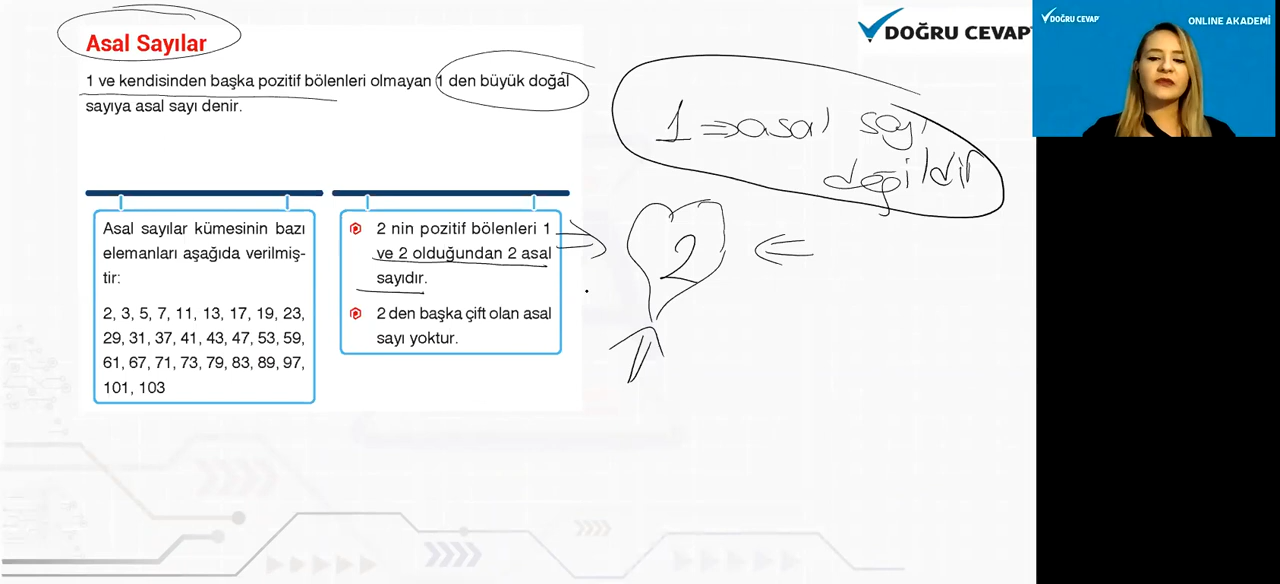 Asal Sayılar
1 ve kendisinden başka pozitif bölenleri olmayan 1 den büyük doğal
sayıya asal sayı denir.
Asal sayılar kümesinin bazı
elemanları aşağıda verilmiş-
tir:
2, 3, 5, 7, 11, 13, 17, 19, 23,
29, 31, 37, 41, 43, 47, 53, 59,
61, 67, 71, 73, 79, 83, 89, 97,
101, 103
2 nin pozitif bölenleri 1
ve 2 olduğundan 2 asal
sayıdır.
2 den başka çift olan asal
sayı yoktur.
DOĞRU CEVAP
1 ⇒ asal sayı
değildir
2
DOĞRU CEVAP
ONLINE AKADEMİ